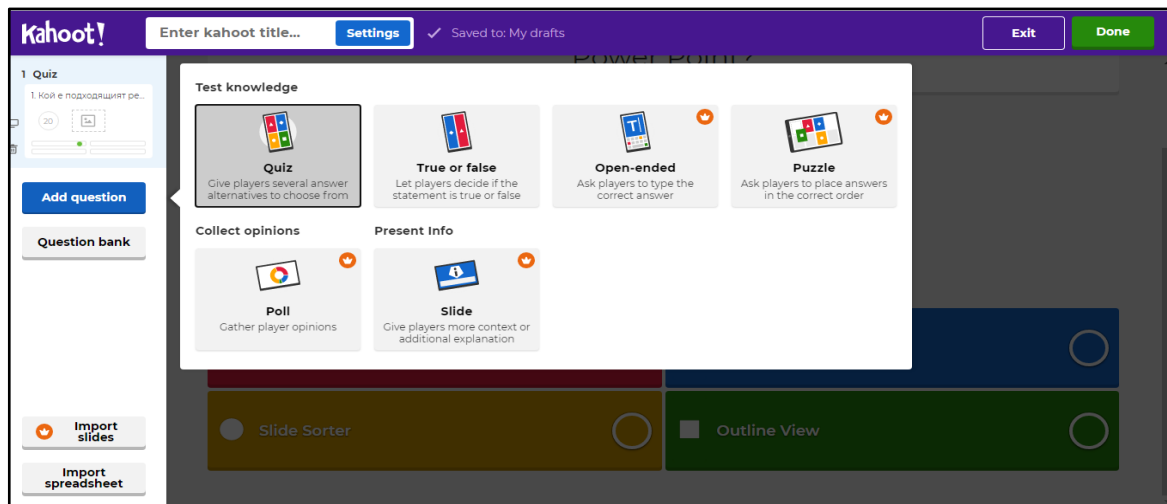 Kahoot!
Enter kahoot title...
Settings
Saved to: My drafts
Exit
Done
1 Quiz
1. Кой е подходящият ре...
20
Add question
Question bank
Import slides
Import spreadsheet
Power Point?
Test knowledge
Quiz
Give players several answer
alternatives to choose from
True or false
Let players decide if the
statement is true or false
Open-ended
Ask players to type the
correct answer
Puzzle
Ask players to place answers
in the correct order
Collect opinions
Present Info
Poll
Gather player opinions
Slide
Give players more context or
additional explanation
Slide Sorter
Outline View